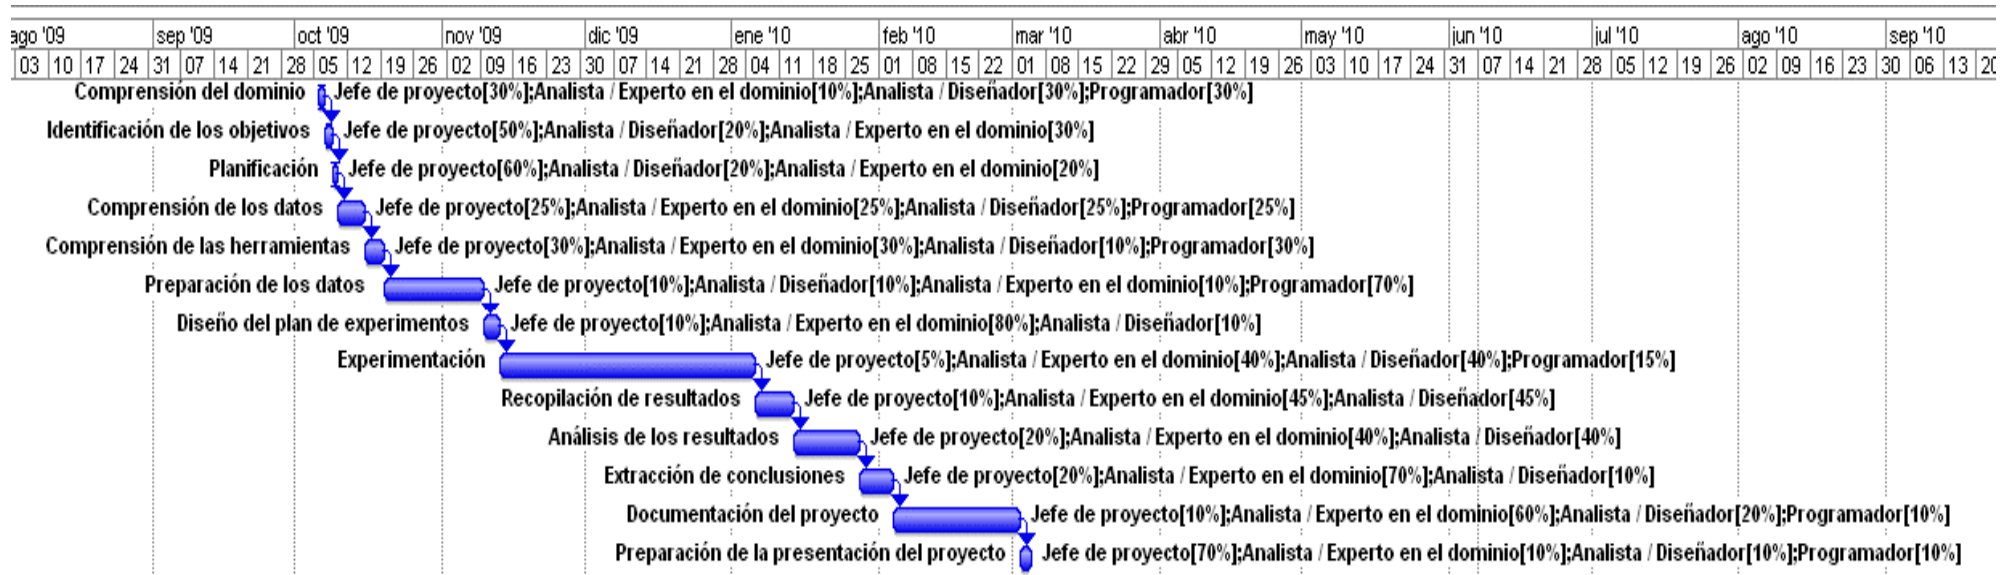 ago '09 sep '09 oct '09 nov '09 dic '09 ene '10 feb '10 mar '10 abr '10 may '10 jun '10 jul '10 ago '10 sep '10
03 10 17 24 31 07 14 21 28 05 12 19 26 02 09 16 23 30 07 14 21 28 04 11 18 25 01 08 15 22 01 08 15 22 29 05 12 19 26 03 10 17 24 31 07 14 21 28 05 12 19 26 02 09 16 23 30 06 13 20
Comprensión del dominio Jefe de proyecto[30%];Analista / Experto en el dominio[10%];Analista / Diseñador[30%];Programador[30%]
Identificación de los objetivos Jefe de proyecto[50%];Analista / Diseñador[20%];Analista / Experto en el dominio[30%]
Planificación Jefe de proyecto[60%];Analista / Diseñador[20%];Analista / Experto en el dominio[20%]
Comprensión de los datos Jefe de proyecto[25%];Analista / Experto en el dominio[25%];Analista / Diseñador[25%];Programador[25%]
Comprensión de las herramientas Jefe de proyecto[30%];Analista / Experto en el dominio[30%];Analista / Diseñador[10%];Programador[30%]
Preparación de los datos Jefe de proyecto[10%];Analista / Diseñador[10%];Analista / Experto en el dominio[10%];Programador[70%]
Diseño del plan de experimentos Jefe de proyecto[10%];Analista / Experto en el dominio[80%];Analista / Diseñador[10%]
Experimentación Jefe de proyecto[5%];Analista / Experto en el dominio[40%];Analista / Diseñador[40%];Programador[15%]
Recopilación de resultados Jefe de proyecto[10%];Analista / Experto en el dominio[45%];Analista / Diseñador[45%]
Análisis de los resultados Jefe de proyecto[20%];Analista / Experto en el dominio[40%];Analista / Diseñador[40%]
Extracción de conclusiones Jefe de proyecto[20%];Analista / Experto en el dominio[70%];Analista / Diseñador[10%]
Documentación del proyecto Jefe de proyecto[10%];Analista / Experto en el dominio[60%];Analista / Diseñador[20%];Programador[10%]
Preparación de la presentación del proyecto Jefe de proyecto[70%];Analista / Experto en el dominio[10%];Analista / Diseñador[10%];Programador[10%]